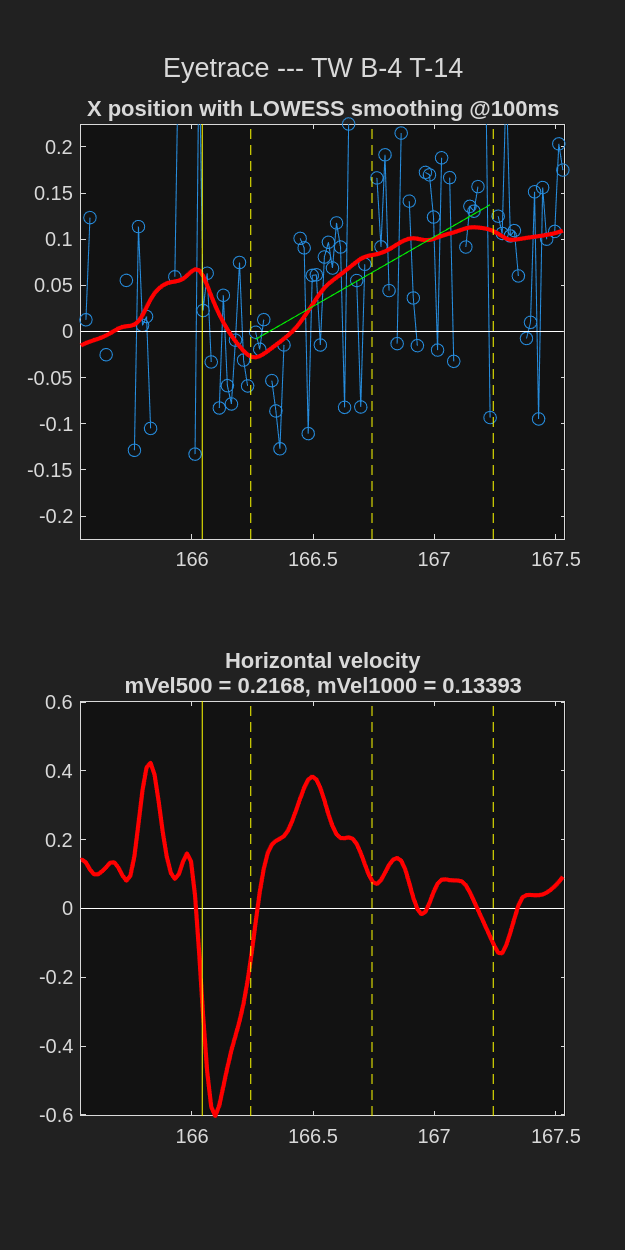 Eyetrace --- TW B-4 T-14
X position with LOWESS smoothing @100ms
0.2
0.15
0.1
0.05
0
-0.05
-0.1
-0.15
-0.2
166 166.5 167 167.5
Horizontal velocity
mVel500 = 0.2168, mVel1000 = 0.13393
0.6
0.4
0.2
0
-0.2
-0.4
-0.6
166 166.5 167 167.5